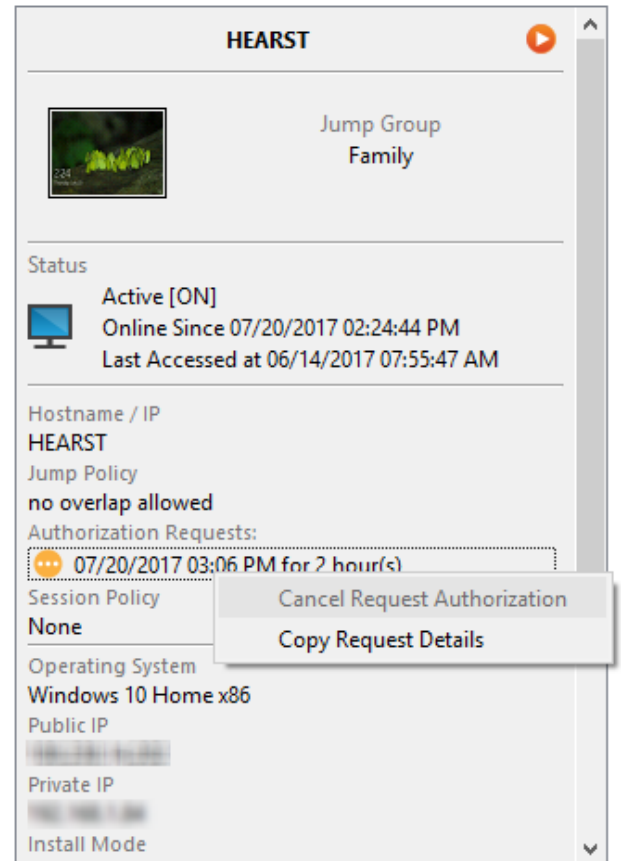 HEARST
Jump Group
Family
Status
Active [ON]
Online Since 07/20/2017 02:24:44 PM
Last Accessed at 06/14/2017 07:55:47 AM
Hostname / IP
HEARST
Jump Policy
no overlap allowed
Authorization Requests:
07/20/2017 03:06 PM for 2 hour(s)
Cancel Request Authorization
Copy Request Details
Session Policy
None
Operating System
Windows 10 Home x86
Public IP
Private IP
Install Mode